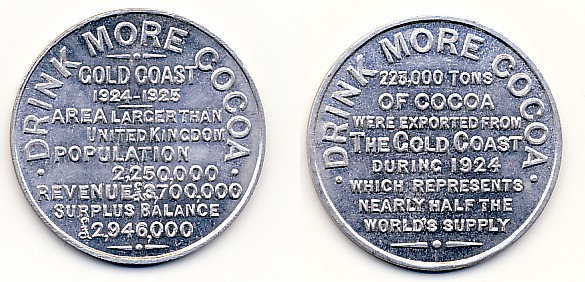 DRINK MORE COCOA
GOLD COAST
1924-1925
AREA LARGER THAN
UNITED KINGDOM
POPULATION
2,250,000
REVENUE £3,700,000
SURPLUS BALANCE
£2,946,000
DRINK MORE COCOA
223,000 TONS
OF COCOA
WERE EXPORTED FROM
THE GOLD COAST
DURING 1924
WHICH REPRESENTS
NEARLY HALF THE
WORLD'S SUPPLY